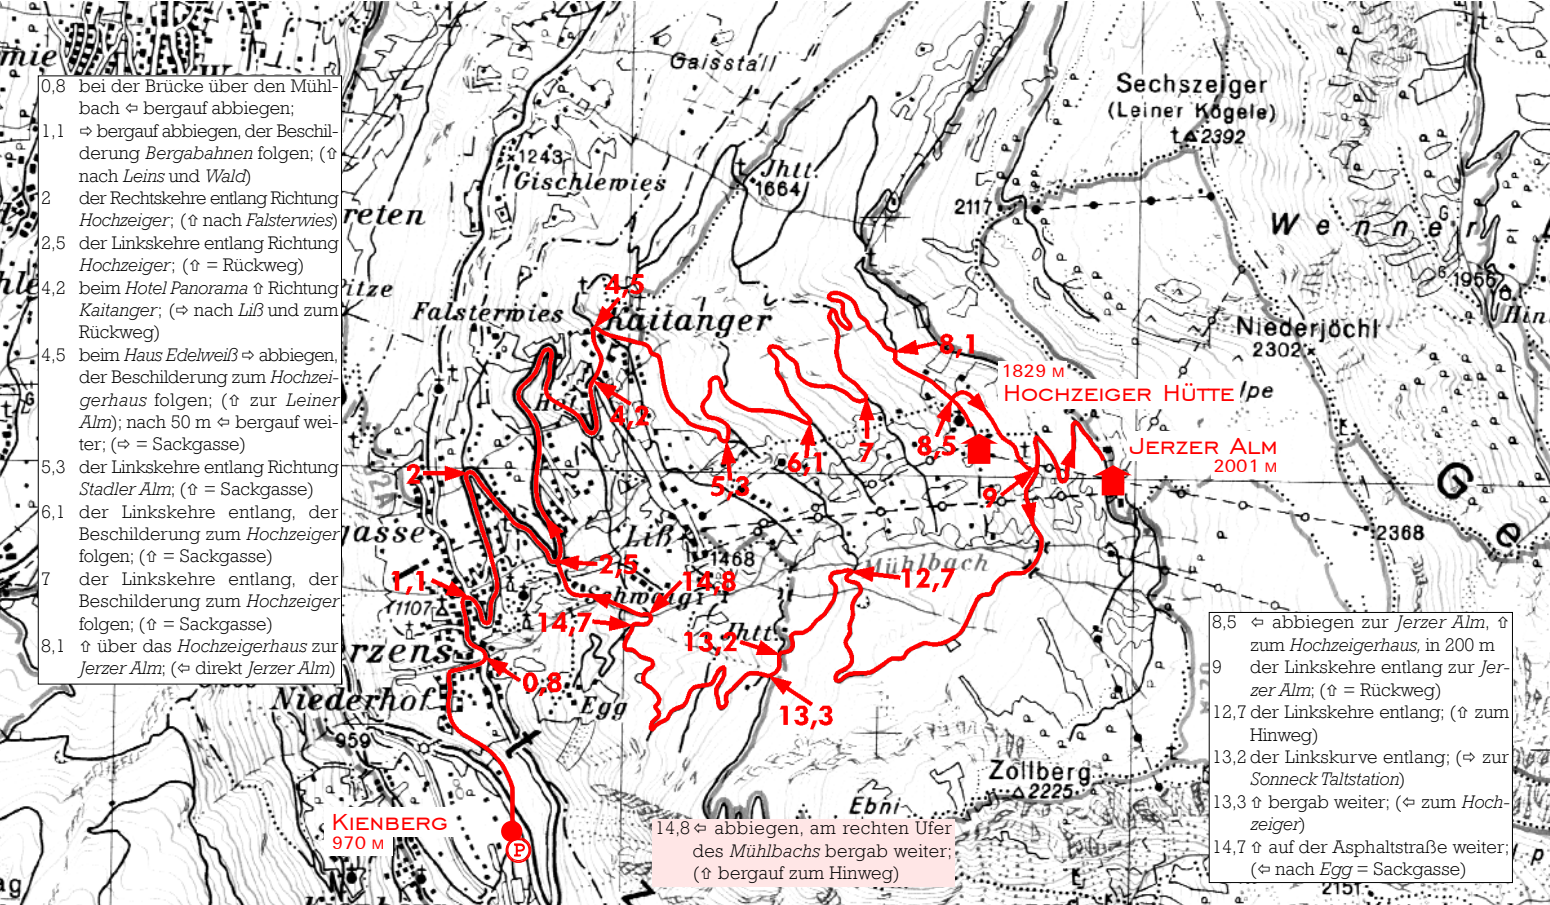 0,8 bei der Brücke über den Mühl-
bach ⇦ bergauf abbiegen;
1,1 ⇨ bergauf abbiegen, der Beschil-
derung Bergabahnen folgen; (⇧
nach Leins und Wald)
2 der Rechtskehre entlang Richtung
Hochzeiger; (⇧ nach Falsterwies)
2,5 der Linkskehre entlang Richtung
Hochzeiger; (⇧ = Rückweg)
4,2 beim Hotel Panorama ⇧ Richtung
Kaitanger; (⇨ nach Liß und zum
Rückweg)
4,5 beim Haus Edelweiß ⇨ abbiegen,
der Beschilderung zum Hochzei-
gerhaus folgen; (⇧ zur Leiner
Alm); nach 50 m ⇦ bergauf wei-
ter; (⇨ = Sackgasse)
5,3 der Linkskehre entlang Richtung
Stadler Alm; (⇧ = Sackgasse)
6,1 der Linkskehre entlang, der
Beschilderung zum Hochzeiger
folgen; (⇧ = Sackgasse)
7 der Linkskehre entlang, der
Beschilderung zum Hochzeiger
folgen; (⇧ = Sackgasse)
8,1 ⇧ über das Hochzeigerhaus zur
Jerzer Alm; (⇦ direkt Jerzer Alm)
Gaisstall
Sechszeiger
(Leiner Kögele)
2392
1243
Gischlewies
Jhtt.
1664
2117
Wenner
1956
Falsterwies
4,5
Kaitanger
Niederjöchl
2302
8,1
1829 M
HOCHZEIGER HÜTTE
Hof
4,2
5,3
6,1
7
8,5
JERZER ALM
2001 M
2
9
G
e
2368
2,5
Liß
1468
Mühlbach
1,1
1107
Schwaigh
14,8
12,7
14,7
13,2
Jhtt.
0,8
Niederhof
Egg
13,3
959
Zollberg
2225
Ebni
KIENBERG
970 M
P
2151
14,8 ⇦ abbiegen, am rechten Ufer
des Mühlbachs bergab weiter;
(⇧ bergauf zum Hinweg)
8,5 ⇦ abbiegen zur Jerzer Alm, ⇧
zum Hochzeigerhaus, in 200 m
9 der Linkskehre entlang zur Jer-
zer Alm; (⇧ = Rückweg)
12,7 der Linkskehre entlang; (⇧ zum
Hinweg)
13,2 der Linkskurve entlang; (⇨ zur
Sonneck Taltstation)
13,3 ⇧ bergab weiter; (⇦ zum Hoch-
zeiger)
14,7 ⇧ auf der Asphaltstraße weiter;
(⇦ nach Egg = Sackgasse)